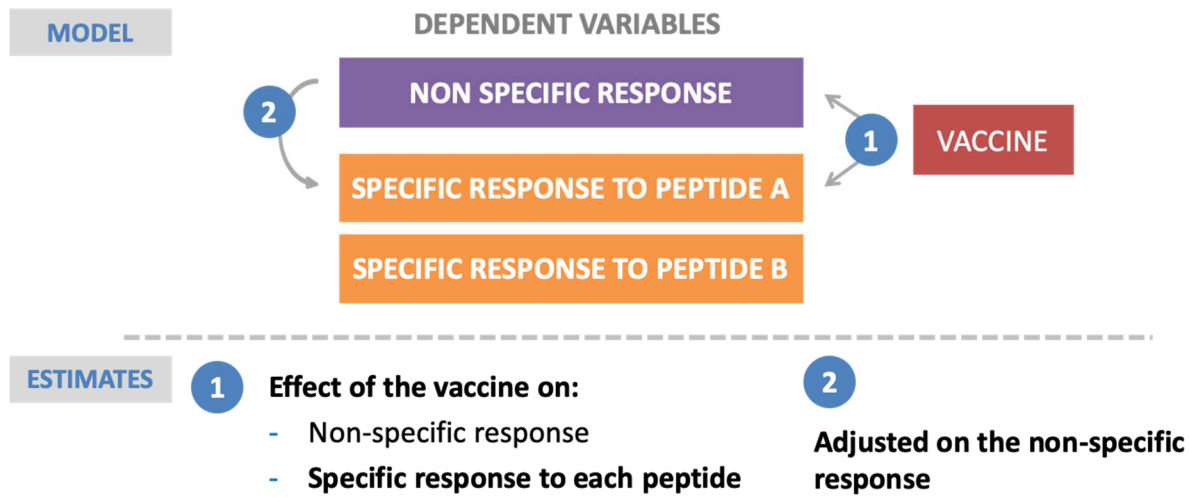 MODEL
DEPENDENT VARIABLES
NON SPECIFIC RESPONSE
2
1
VACCINE
SPECIFIC RESPONSE TO PEPTIDE A
SPECIFIC RESPONSE TO PEPTIDE B
ESTIMATES
1
Effect of the vaccine on:
- Non-specific response
- Specific response to each peptide
2
Adjusted on the non-specific
response